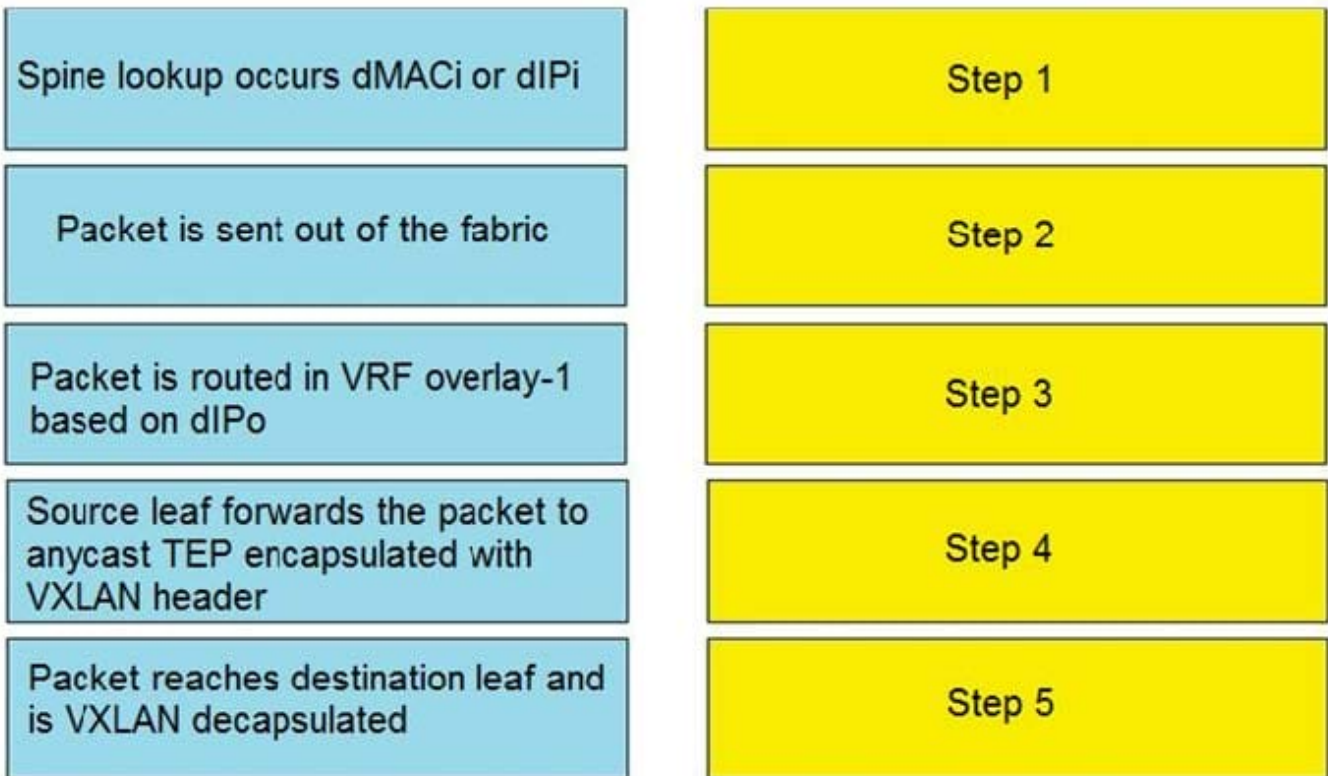 Spine lookup occurs dMACi or dIPi
Step 1
Packet is sent out of the fabric
Step 2
Packet is routed in VRF overlay-1
based on dIPo
Step 3
Source leaf forwards the packet to
anycast TEP encapsulated with
VXLAN header
Step 4
Packet reaches destination leaf and
is VXLAN decapsulated
Step 5